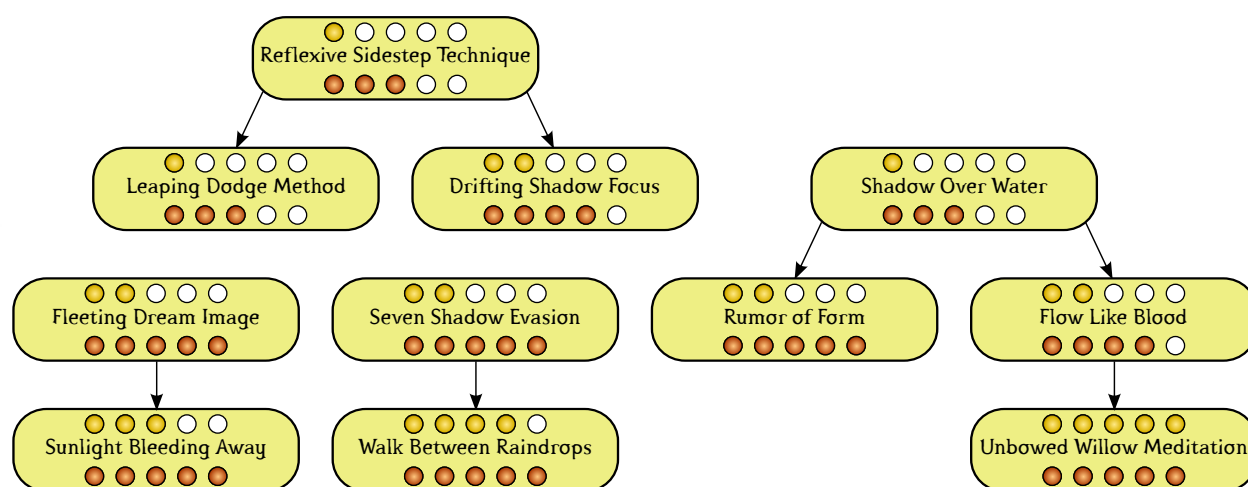 Reflexive Sidestep Technique
Leaping Dodge Method
Drifting Shadow Focus
Shadow Over Water
Fleeting Dream Image
Seven Shadow Evasion
Rumor of Form
Flow Like Blood
Sunlight Bleeding Away
Walk Between Raindrops
Unbowed Willow Meditation